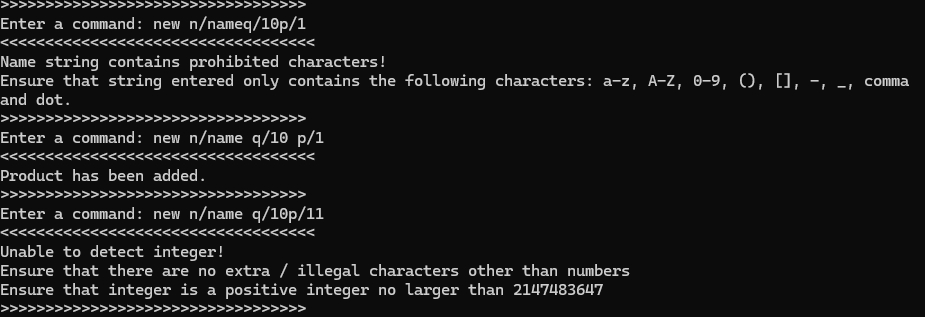 >>>>>>>>>>>>>>>>>>>>>>>>>>>>>>>>>>
Enter a command: new n/nameq/10p/1
<<<<<<<<<<<<<<<<<<<<<<<<<<<<<<<<<<<
Name string contains prohibited characters!
Ensure that string entered only contains the following characters: a-z, A-Z, 0-9, (), [], -, _, comma
and dot.
>>>>>>>>>>>>>>>>>>>>>>>>>>>>>>>>>>
Enter a command: new n/name q/10 p/1
<<<<<<<<<<<<<<<<<<<<<<<<<<<<<<<<<<<
Product has been added.
>>>>>>>>>>>>>>>>>>>>>>>>>>>>>>>>>>
Enter a command: new n/name q/10p/11
<<<<<<<<<<<<<<<<<<<<<<<<<<<<<<<<<<<
Unable to detect integer!
Ensure that there are no extra / illegal characters other than numbers
Ensure that integer is a positive integer no larger than 2147483647
>>>>>>>>>>>>>>>>>>>>>>>>>>>>>>>>>>